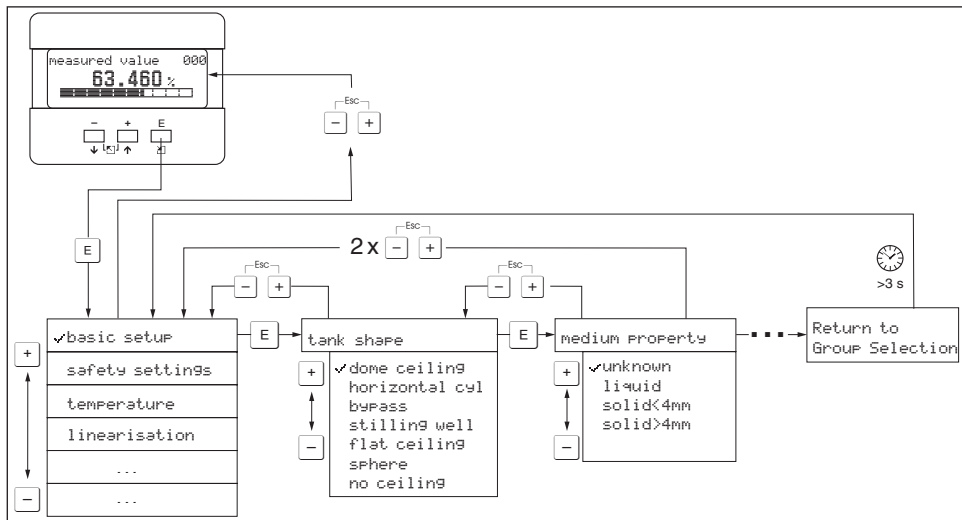 measured value 000
63.460 %
− + E
Esc
− +
E
Esc
2 x − +
Esc
− +
Esc
− +
>3 s
✓basic setup
E
tank shape
E
medium property
Return to
Group Selection
+
−
safety settings
temperature
linearisation
...
...
+
−
✓dome ceiling
horizontal cyl
bypass
stilling well
flat ceiling
sphere
no ceiling
+
−
✓unknown
liquid
solid<4mm
solid>4mm